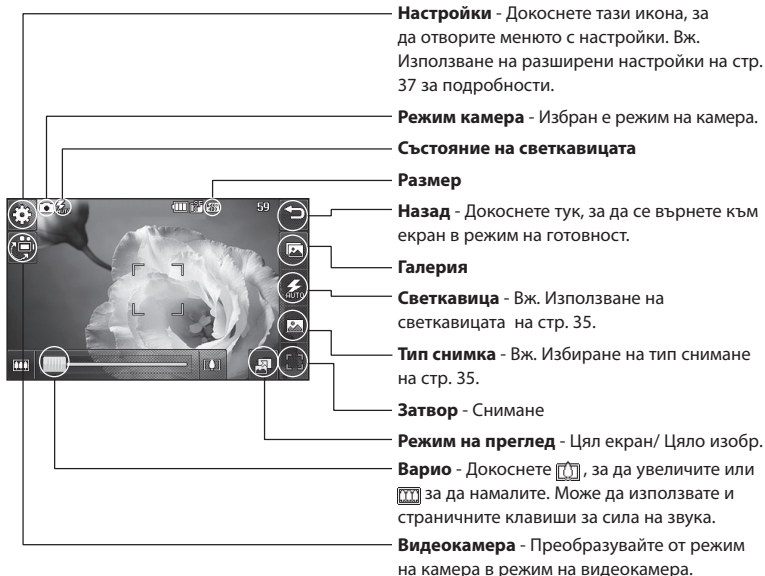 Настройки - Докоснете тази икона, за
да отворите менюто с настройки. Вж.
Използване на разширени настройки на стр.
37 за подробности.
Режим камера - Избран е режим на камера.
Състояние на светкавицата
Размер
59
Назад - Докоснете тук, за да се върнете към
екран в режим на готовност.
Галерия
AUTO
Светкавица - Вж. Използване на
светкавицата на стр. 35.
Тип снимка - Вж. Избиране на тип снимане
на стр. 35.
Затвор - Снимане
Режим на преглед - Цял екран/ Цяло изобр.
Варио - Докоснете , за да увеличите или
за да намалите. Може да използвате и
страничните клавиши за сила на звука.
Видеокамера - Преобразувайте от режим
на камера в режим на видеокамера.